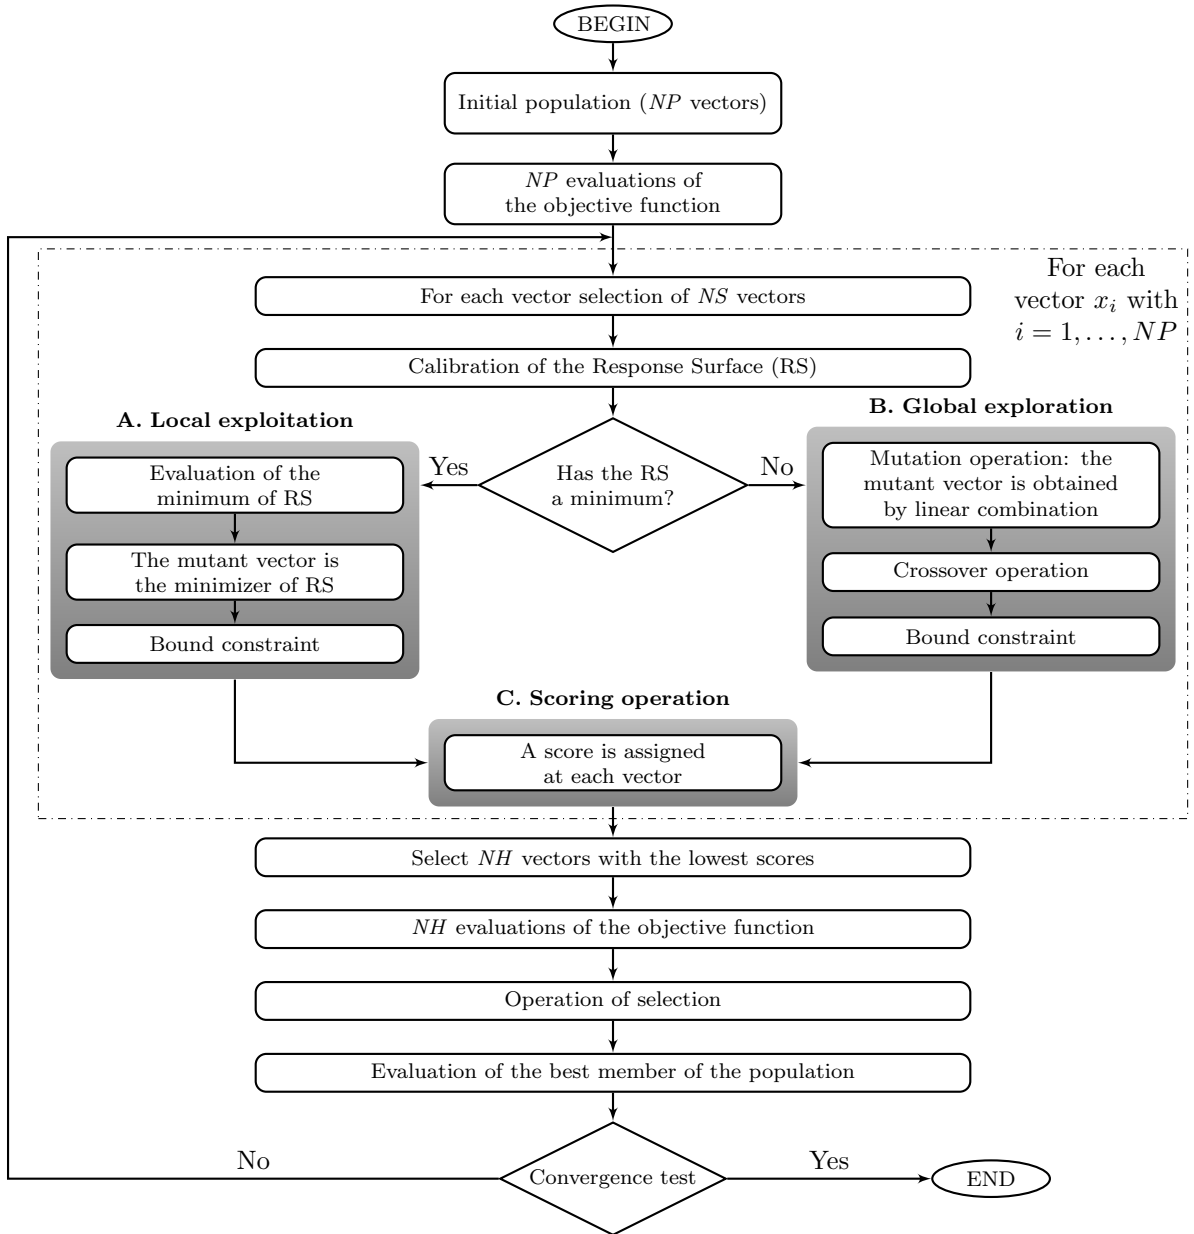 BEGIN
Initial population (NP vectors)
NP evaluations of
the objective function
For each
vector x_i with
i = 1, . . . , NP
For each vector selection of NS vectors
Calibration of the Response Surface (RS)
A. Local exploitation
B. Global exploration
Has the RS
a minimum?
Yes
No
Evaluation of the
minimum of RS
The mutant vector is
the minimizer of RS
Bound constraint
Mutation operation: the
mutant vector is obtained
by linear combination
Crossover operation
Bound constraint
C. Scoring operation
A score is assigned
at each vector
Select NH vectors with the lowest scores
NH evaluations of the objective function
Operation of selection
Evaluation of the best member of the population
Convergence test
No
Yes
END